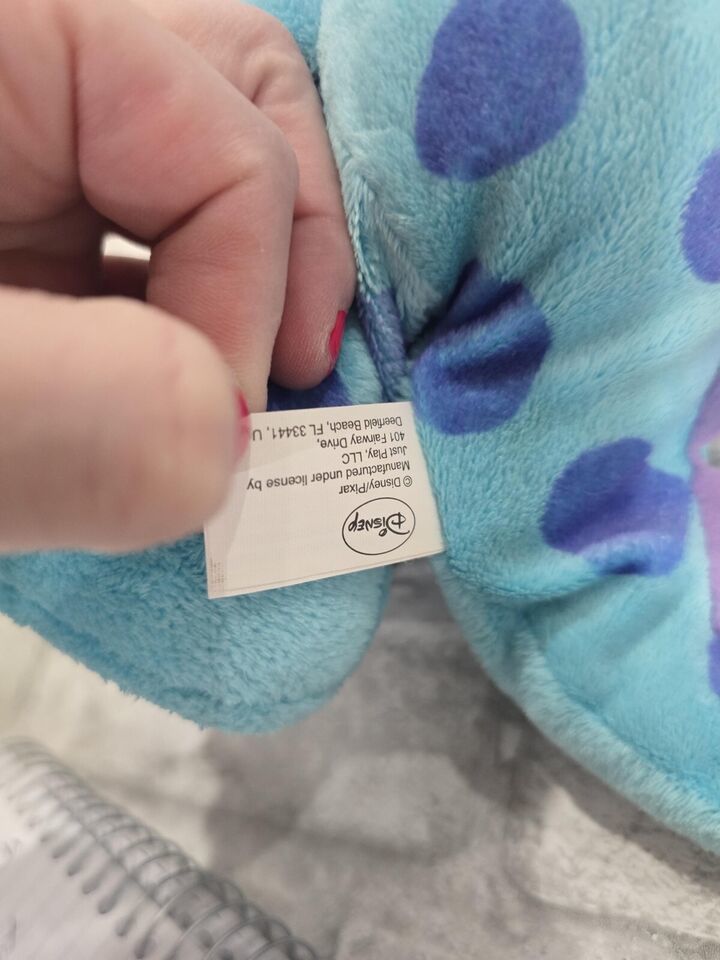 Disney
© Disney/Pixar
Manufactured under license by
Just Play, LLC
401 Fairway Drive,
Deerfield Beach, FL 33441, U